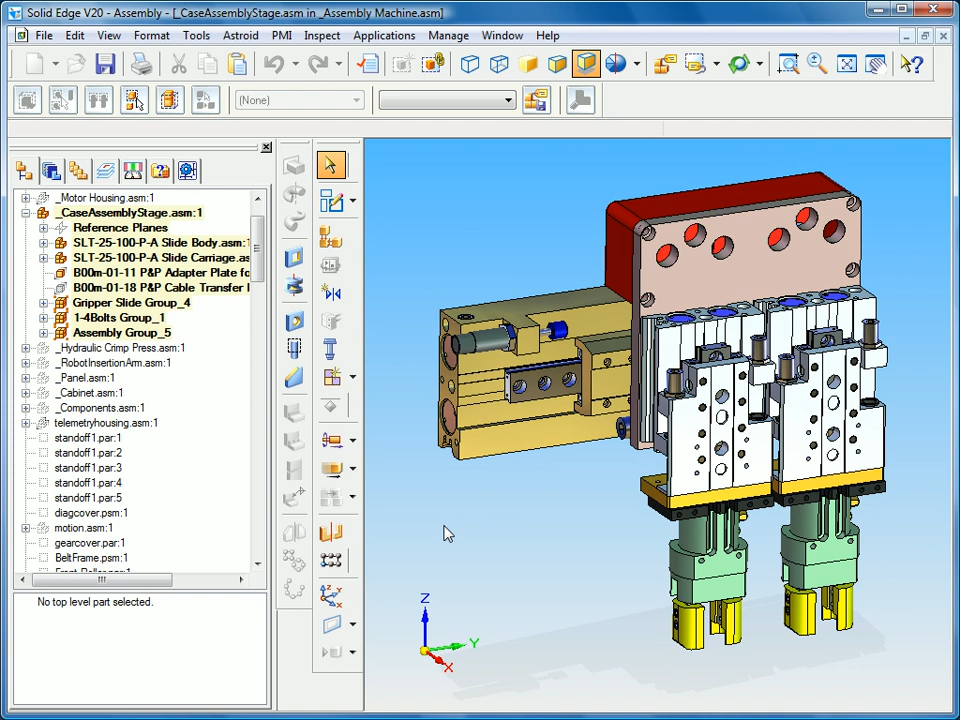 Solid Edge V20 - Assembly - [_CaseAssemblyStage.asm in _Assembly Machine.asm]
File Edit View Format Tools Astroid PMI Inspect Applications Manage Window Help
(None)
_Motor Housing.asm:1
_CaseAssemblyStage.asm:1
Reference Planes
SLT-25-100-P-A Slide Body.asm:1
SLT-25-100-P-A Slide Carriage.as
B00m-01-11 P&P Adapter Plate fo
B00m-01-18 P&P Cable Transfer
Gripper Slide Group_4
1-4Bolts Group_1
Assembly Group_5
_Hydraulic Crimp Press.asm:1
_RobotInsertionArm.asm:1
_Panel.asm:1
_Cabinet.asm:1
_Components.asm:1
telemetryhousing.asm:1
standoff1.par:1
standoff1.par:2
standoff1.par:3
standoff1.par:4
standoff1.par:5
diagcover.psm:1
motion.asm:1
gearcover.par:1
BeltFrame.psm:1
No top level part selected.
Z
Y
X